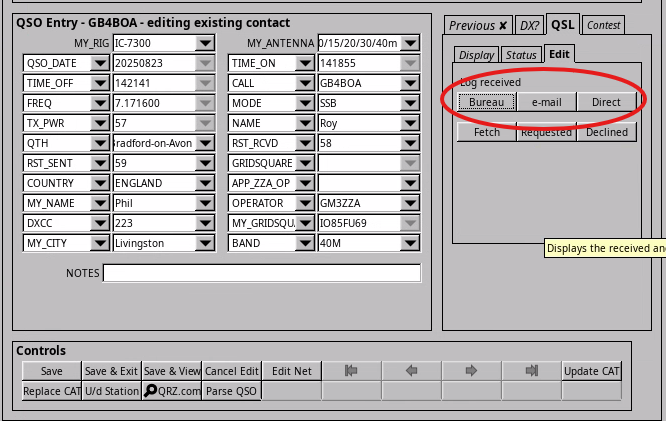 QSO Entry - GB4BOA - editing existing contact
MY_RIG IC-7300 MY_ANTENNA 0/15/20/30/40m
QSO_DATE 20250823 TIME_ON 141855
TIME_OFF 142141 CALL GB4BOA
FREQ 7.171600 MODE SSB
TX_PWR 57 NAME Roy
QTH Bradford-on-Avon RST_RCVD 58
RST_SENT 59 GRIDSQUARE
COUNTRY ENGLAND APP_ZZA_OP
MY_NAME Phil OPERATOR GM3ZZA
DXCC 223 MY_GRIDSQU. IO85FU69
MY_CITY Livingston BAND 40M
NOTES
Previous ✘ DX? QSL Contest
Display Status Edit
Log received
Bureau e-mail Direct
Fetch Requested Declined
Displays the received an
Controls
Save Save & Exit Save & View Cancel Edit Edit Net Update CAT
Replace CAT U/d Station QRZ.com Parse QSO